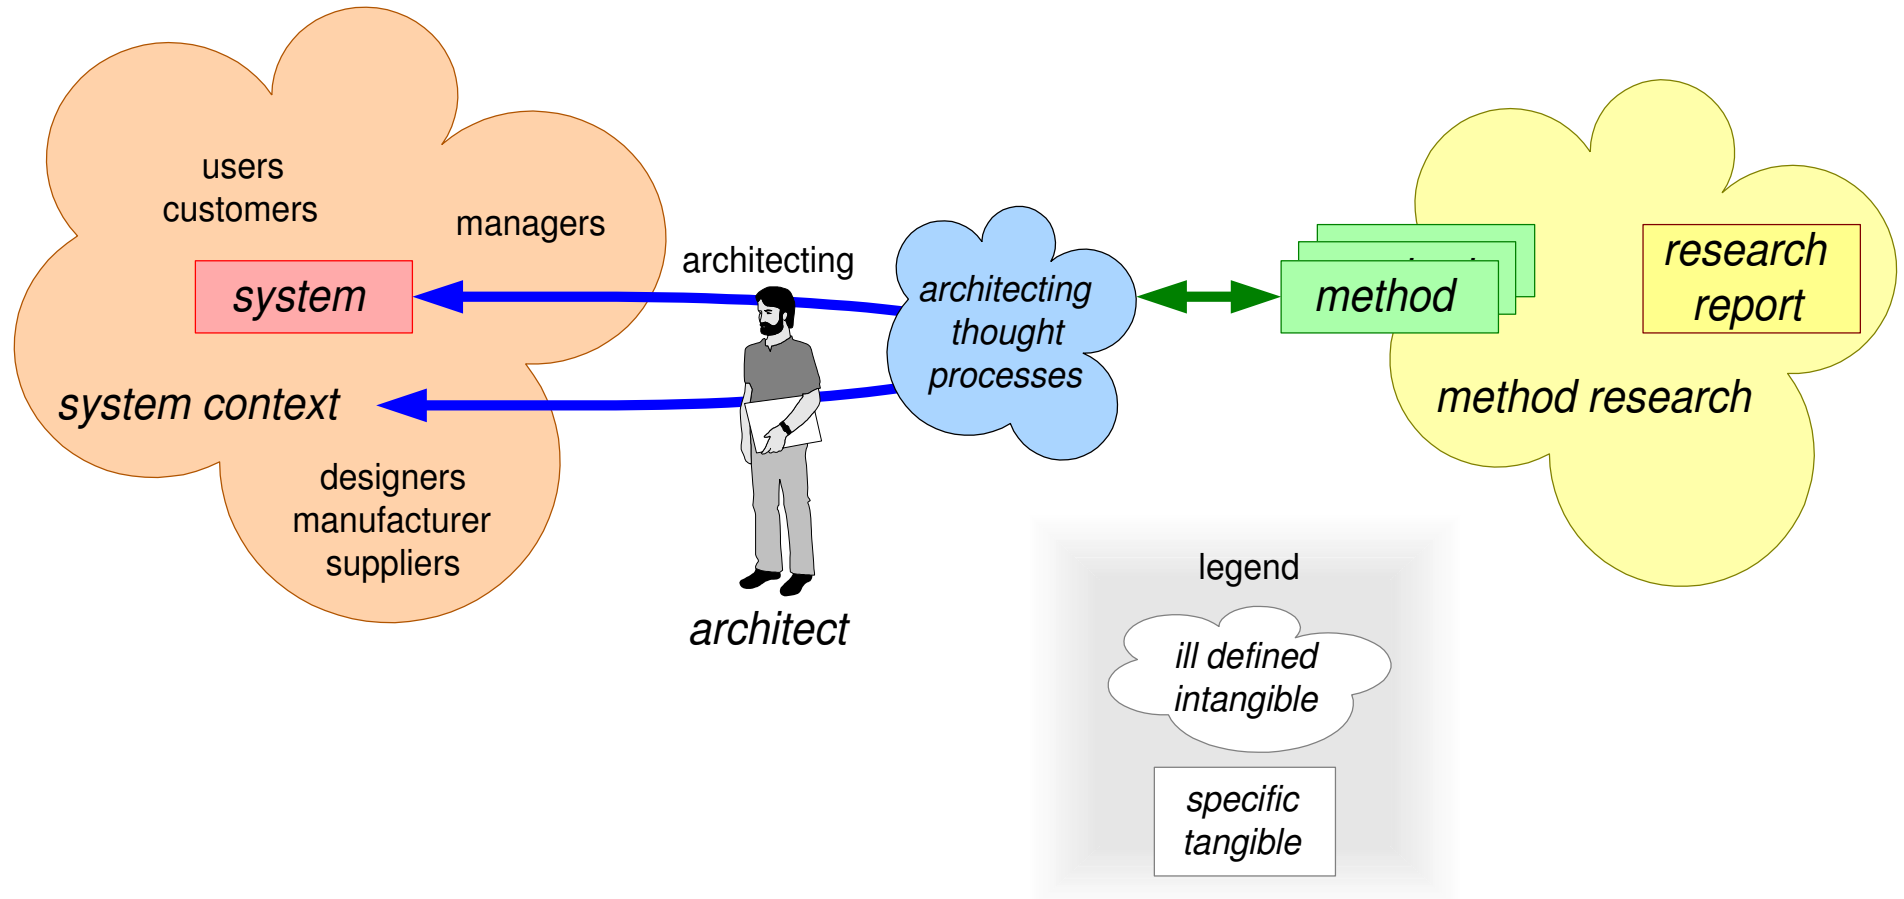 users
customers
managers
system
system context
designers
manufacturer
suppliers
architecting
architect
architecting
thought
processes
method
research
report
method research
legend
ill defined
intangible
specific
tangible